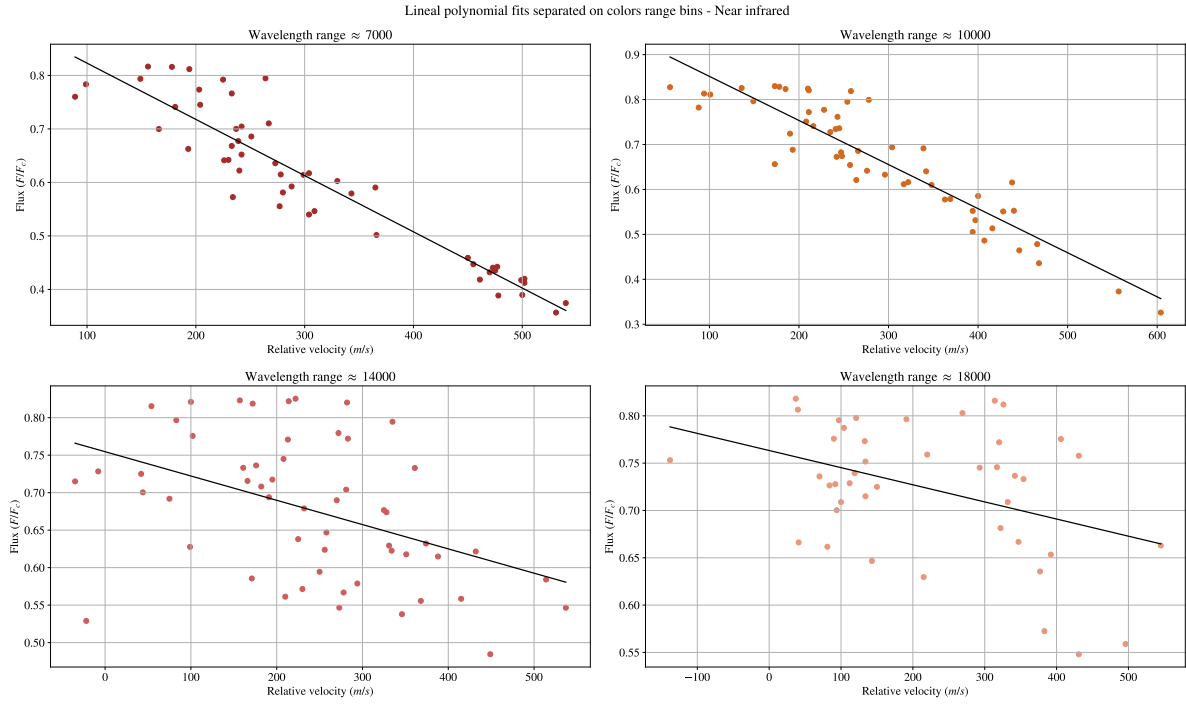 Lineal polynomial fits separated on colors range bins - Near infrared
Wavelength range ≈ 7000
0.8
0.7
0.6
0.5
0.4
Flux (F/Fc)
100 200 300 400 500
Relative velocity (m/s)
Wavelength range ≈ 10000
0.9
0.8
0.7
0.6
0.5
0.4
0.3
Flux (F/Fc)
100 200 300 400 500 600
Relative velocity (m/s)
Wavelength range ≈ 14000
0.80
0.75
0.70
0.65
0.60
0.55
0.50
Flux (F/Fc)
0 100 200 300 400 500
Relative velocity (m/s)
Wavelength range ≈ 18000
0.80
0.75
0.70
0.65
0.60
0.55
Flux (F/Fc)
−100 0 100 200 300 400 500
Relative velocity (m/s)